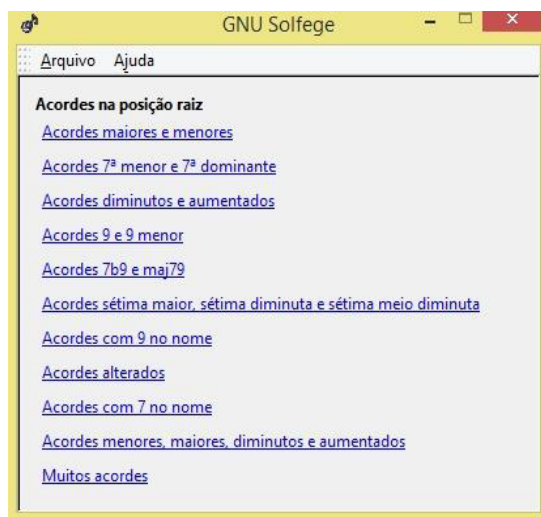 GNU Solfege
Arquivo Ajuda
Acordes na posição raiz
Acordes maiores e menores
Acordes 7ª menor e 7ª dominante
Acordes diminutos e aumentados
Acordes 9 e 9 menor
Acordes 7b9 e maj79
Acordes sétima maior, sétima diminuta e sétima meio diminuta
Acordes com 9 no nome
Acordes alterados
Acordes com 7 no nome
Acordes menores, maiores, diminutos e aumentados
Muitos acordes